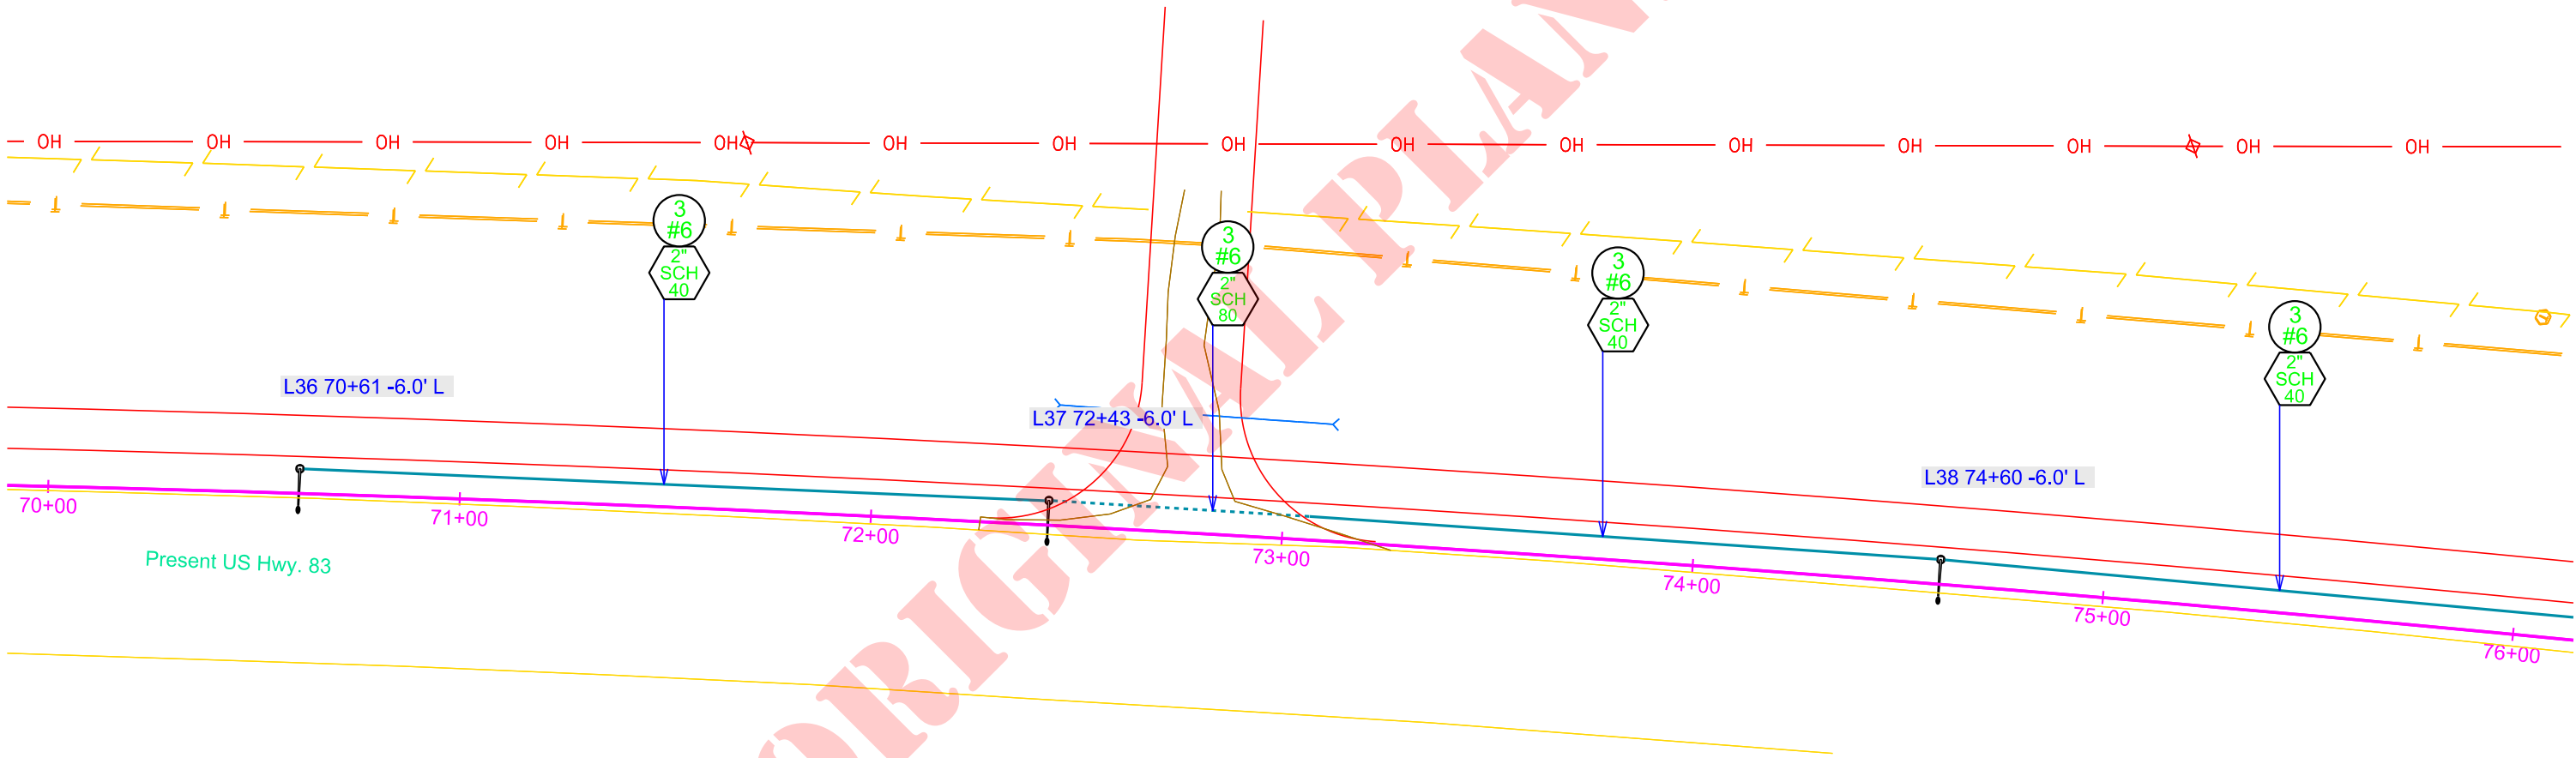 OH OH OH OH OH OH OH OH OH OH OH OH OH OH OH
3
#6
2"
SCH
40
3
#6
2"
SCH
80
3
#6
2"
SCH
40
3
#6
2"
SCH
40
L36 70+61 -6.0' L
L37 72+43 -6.0' L
L38 74+60 -6.0' L
70+00
71+00
72+00
73+00
74+00
75+00
76+00
Present US Hwy. 83
ORIGINAL PLAN